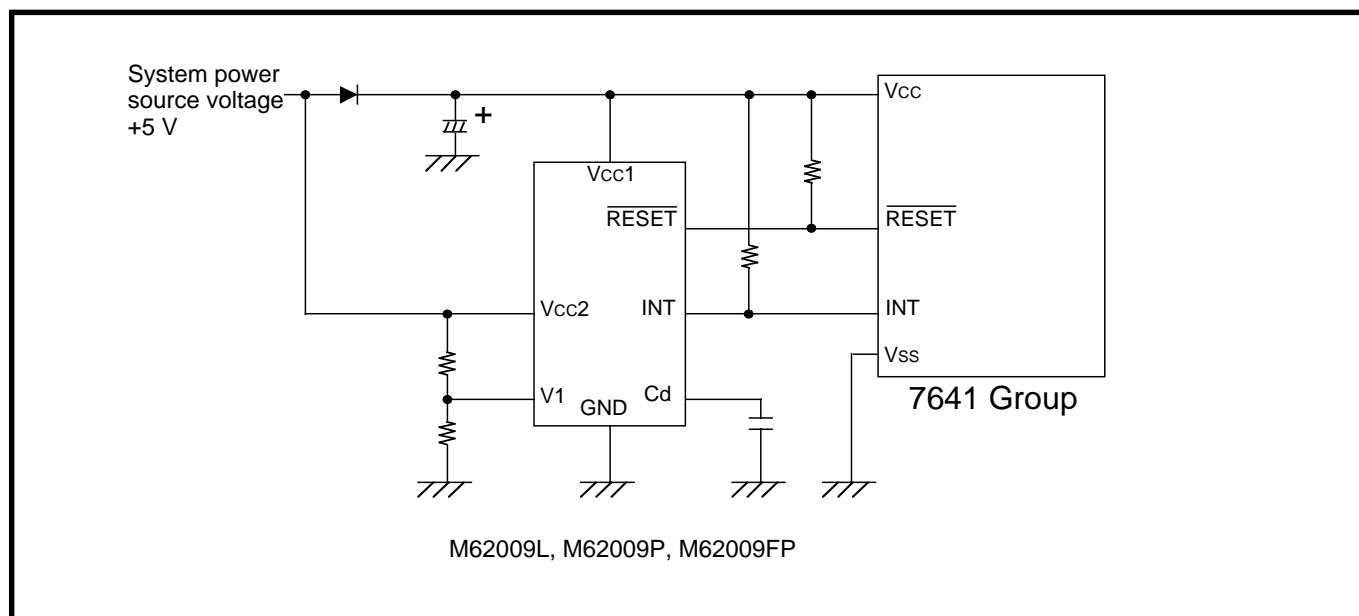 System power
source voltage
+5 V
+
VCC
VCC1
RESET
RESET
VCC2
INT
INT
VSS
V1
GND
Cd
7641 Group
M62009L, M62009P, M62009FP